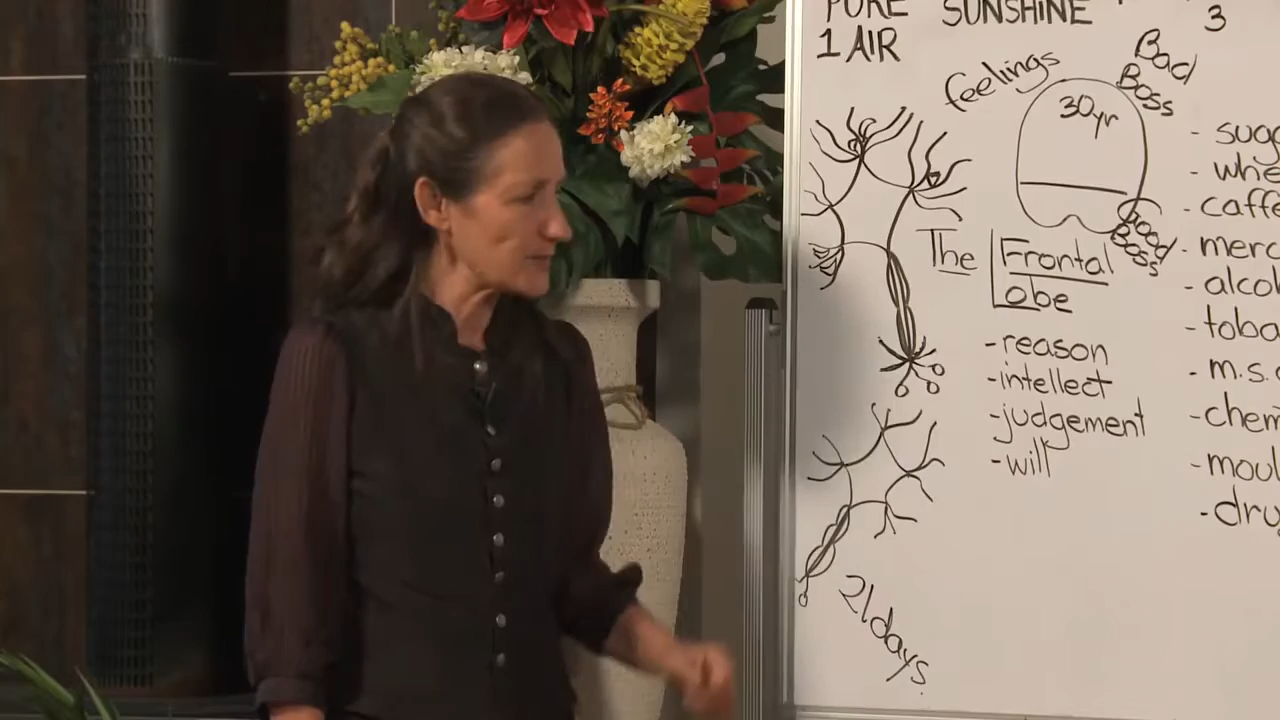 PURE SUNSHINE
3
1 AIR
feelings
Bad
Boss
30yr
Good
Boss
The Frontal
Lobe
- reason
- intellect
- judgement
- will
- sug
- whe
- caffe
- merc
- alcol
- toba
- m.s.
- chem
- moul
- dru
21days